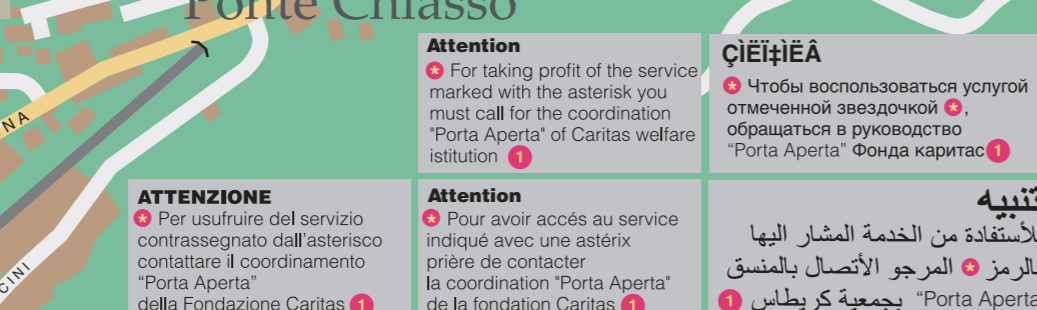 Ponte Chiasso
NA
CINI
Attention
* For taking profit of the service
marked with the asterisk you
must call for the coordination
"Porta Aperta" of Caritas welfare
istitution 1
ÇÌËÏ‡ÌËÂ
* Чтобы воспользоваться услугой
отмеченной звездочкой *,
обращаться в руководство
“Porta Aperta” Фонда каритас 1
ATTENZIONE
* Per usufruire del servizio
contrassegnato dall'asterisco
contattare il coordinamento
“Porta Aperta”
della Fondazione Caritas 1
Attention
* Pour avoir accés au service
indiqué avec une astérix
prière de contacter
la coordination "Porta Aperta"
de la fondation Caritas 1
تنبيه
للأستفادة من الخدمة المشار اليها
بالرمز * المرجو الأتصال بالمنسق
“Porta Aperta” بجمعية كريطاس 1